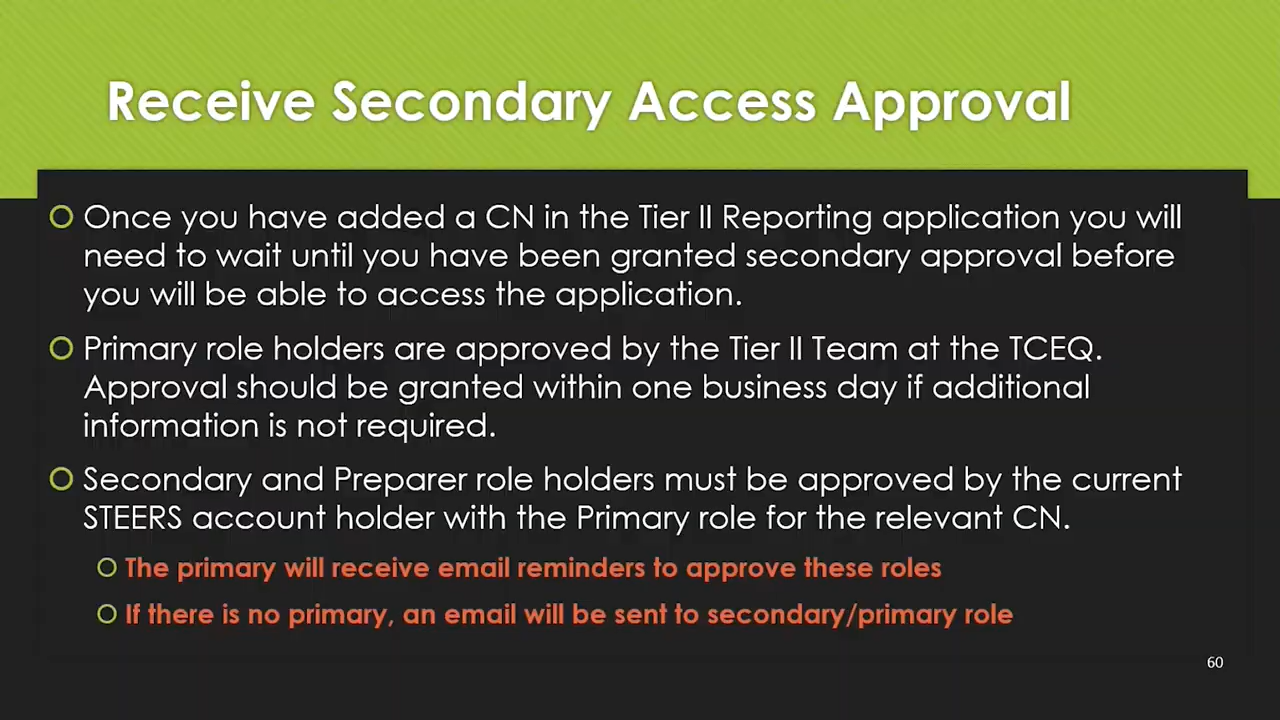 Receive Secondary Access Approval
Once you have added a CN in the Tier II Reporting application you will
need to wait until you have been granted secondary approval before
you will be able to access the application.
Primary role holders are approved by the Tier II Team at the TCEQ.
Approval should be granted within one business day if additional
information is not required.
Secondary and Preparer role holders must be approved by the current
STEERS account holder with the Primary role for the relevant CN.
The primary will receive email reminders to approve these roles
If there is no primary, an email will be sent to secondary/primary role
60